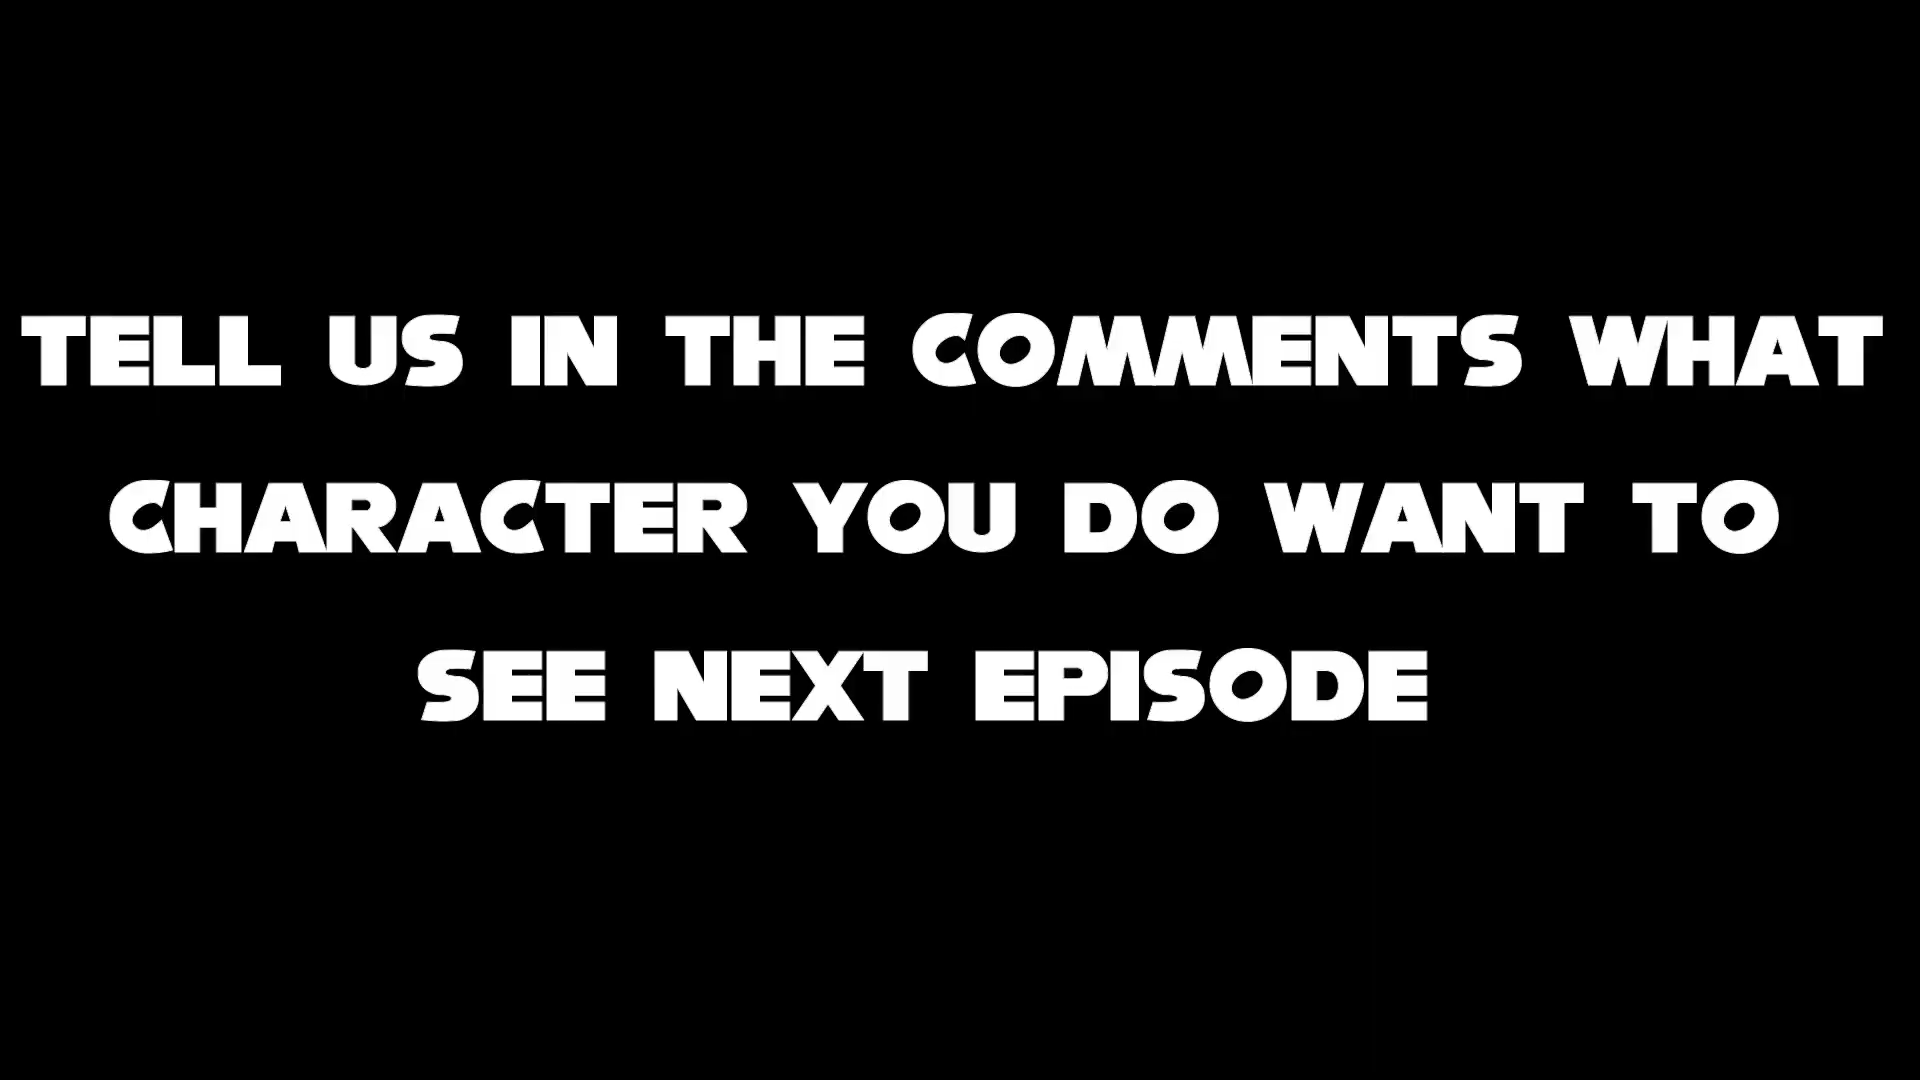 TELL US IN THE COMMENTS WHAT
CHARACTER YOU DO WANT TO
SEE NEXT EPISODE